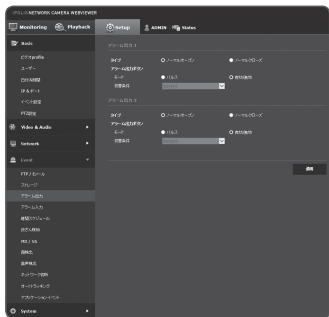 iPOLiS NETWORK CAMERA WEBVIEWER
Monitoring
Playback
Setup
ADMIN
Status
Basic
ビデオprofile
ユーザー
日付&時間
IP & ポート
イベント設定
PTZ設定
Video & Audio
Network
Event
FTP / Eメール
ストレージ
アラーム出力
アラーム入力
時間スケジュール
改ざん検知
顔検出
音声検出
ネットワーク切断
オートトラッキング
アプリケーションイベント
System
アラーム出力 1
タイプ
ノーマルオープン
ノーマルクローズ
アラーム出力ボタン
モード
パルス
有効/無効
アラーム出力 2
タイプ
ノーマルオープン
ノーマルクローズ
アラーム出力ボタン
モード
パルス
有効/無効
適用